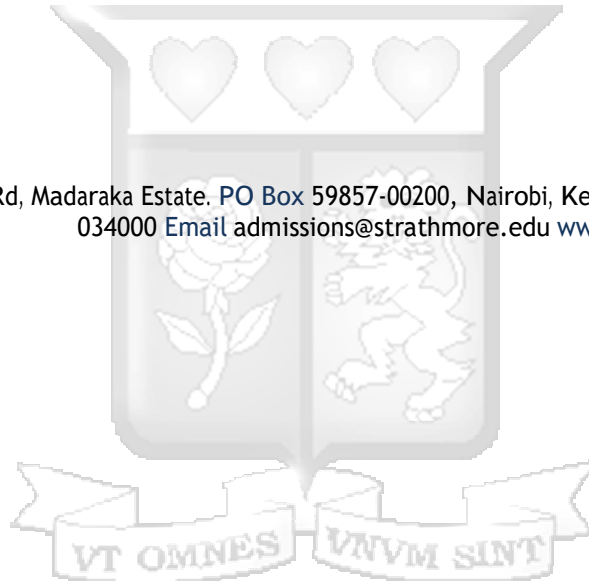 Rd, Madaraka Estate. PO Box 59857-00200, Nairobi, Ke
034000 Email admissions@strathmore.edu ww
VT OMNES VNVM SINT